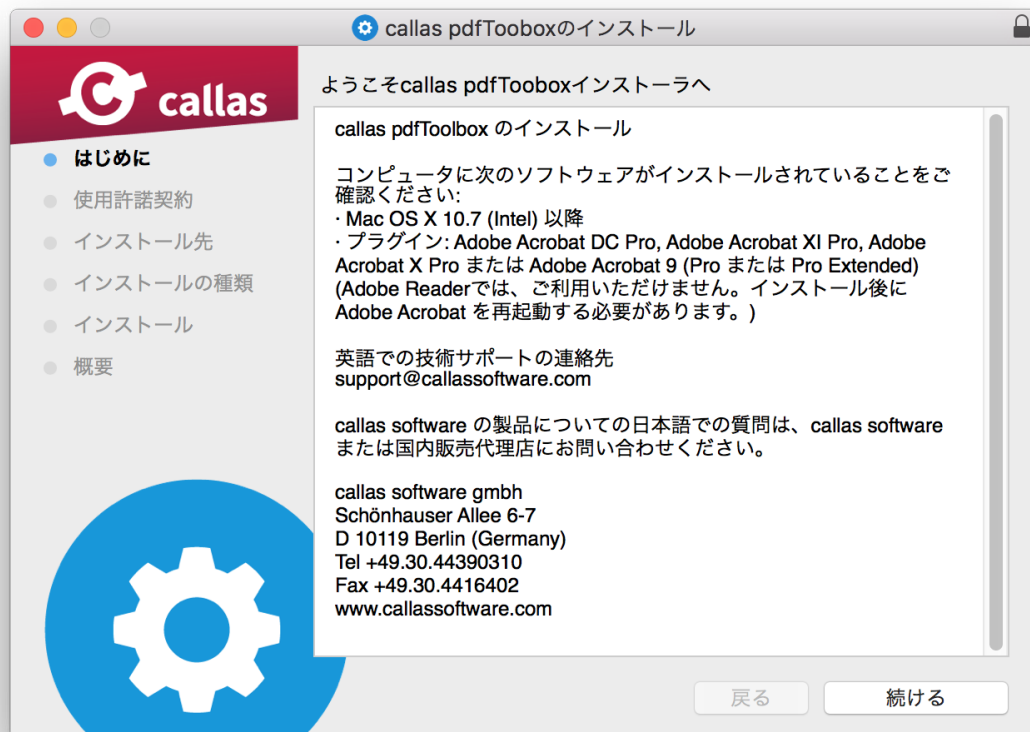 callas pdfTooboxのインストール
callas
ようこそcallas pdfTooboxインストーラへ
はじめに
使用許諾契約
インストール先
インストールの種類
インストール
概要
callas pdfToolbox のインストール
コンピュータに次のソフトウェアがインストールされていることをご
確認ください:
· Mac OS X 10.7 (Intel) 以降
· プラグイン: Adobe Acrobat DC Pro, Adobe Acrobat XI Pro, Adobe
Acrobat X Pro または Adobe Acrobat 9 (Pro または Pro Extended)
(Adobe Readerでは、ご利用いただけません。インストール後に
Adobe Acrobat を再起動する必要があります。)
英語での技術サポートの連絡先
support@callassoftware.com
callas software の製品についての日本語での質問は、callas software
または国内販売代理店にお問い合わせください。
callas software gmbh
Schönhauser Allee 6-7
D 10119 Berlin (Germany)
Tel +49.30.44390310
Fax +49.30.4416402
www.callassoftware.com
戻る
続ける